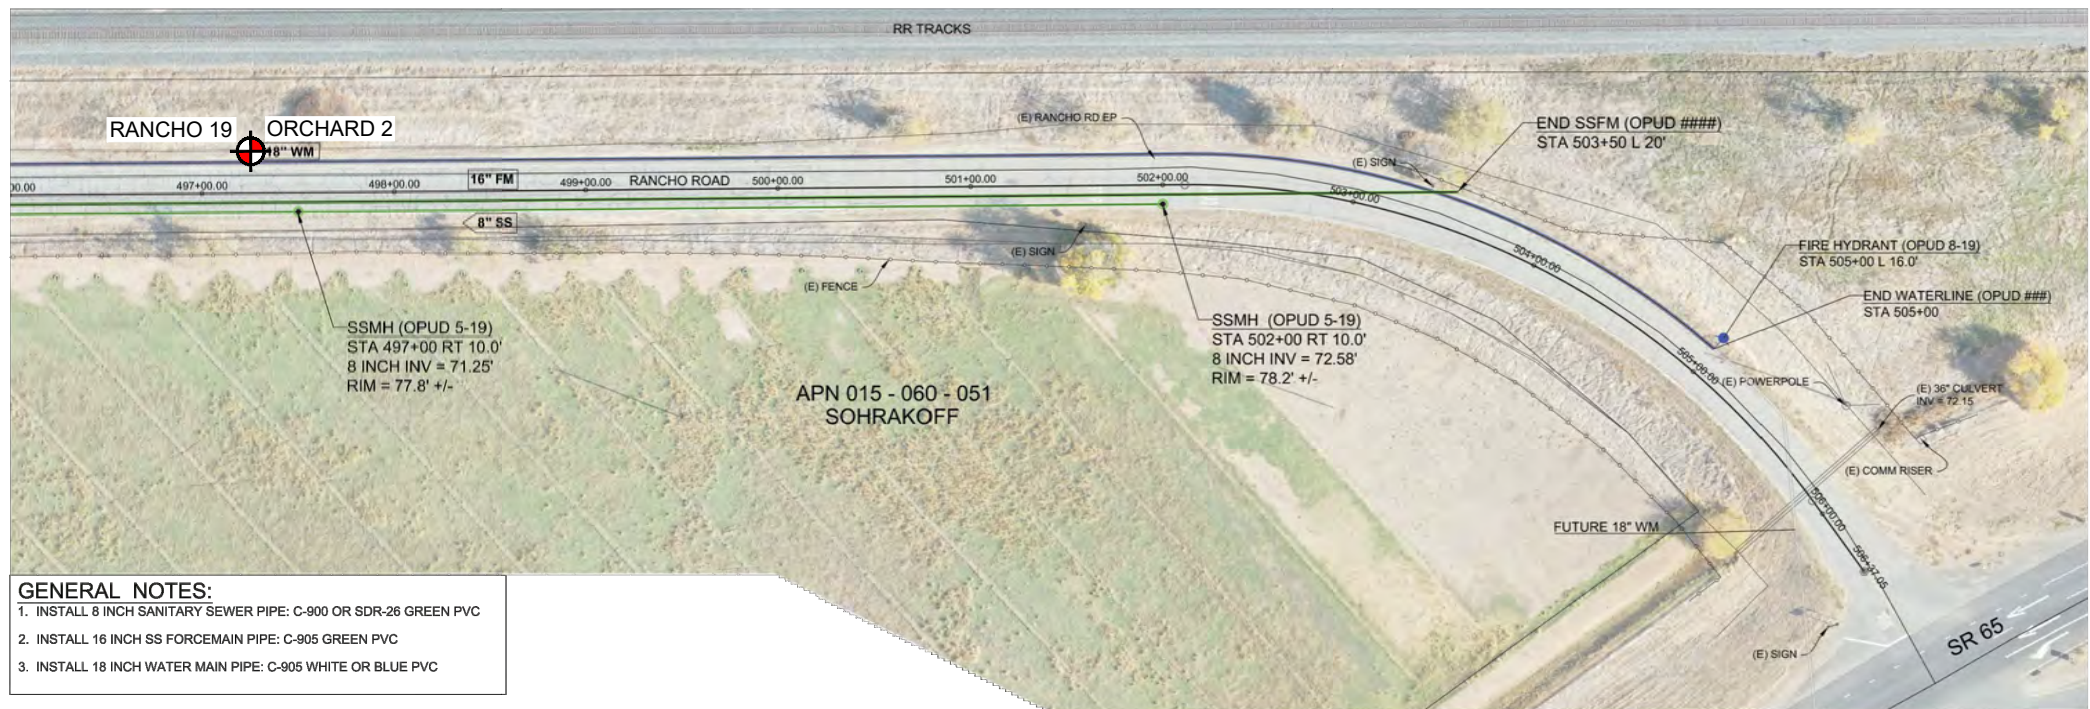 RR TRACKS
RANCHO 19
ORCHARD 2
18" WM
(E) RANCHO RD EP
END SSFM (OPUD ####)
STA 503+50 L 20'
(E) SIGN
00.00
497+00.00
498+00.00
16" FM
499+00.00
RANCHO ROAD
500+00.00
501+00.00
502+00.00
503+00.00
504+00.00
505+00.00
506+00.00
506+37.05
8" SS
(E) SIGN
(E) FENCE
FIRE HYDRANT (OPUD 8-19)
STA 505+00 L 16.0'
END WATERLINE (OPUD ###)
STA 505+00
SSMH (OPUD 5-19)
STA 497+00 RT 10.0'
8 INCH INV = 71.25'
RIM = 77.8' +/-
SSMH (OPUD 5-19)
STA 502+00 RT 10.0'
8 INCH INV = 72.58'
RIM = 78.2' +/-
APN 015 - 060 - 051
SOHRAKOFF
(E) POWERPOLE
(E) 36" CULVERT
INV = 72.15
(E) COMM RISER
FUTURE 18" WM
(E) SIGN
SR 65
GENERAL NOTES:
1. INSTALL 8 INCH SANITARY SEWER PIPE: C-900 OR SDR-26 GREEN PVC
2. INSTALL 16 INCH SS FORCEMAIN PIPE: C-905 GREEN PVC
3. INSTALL 18 INCH WATER MAIN PIPE: C-905 WHITE OR BLUE PVC